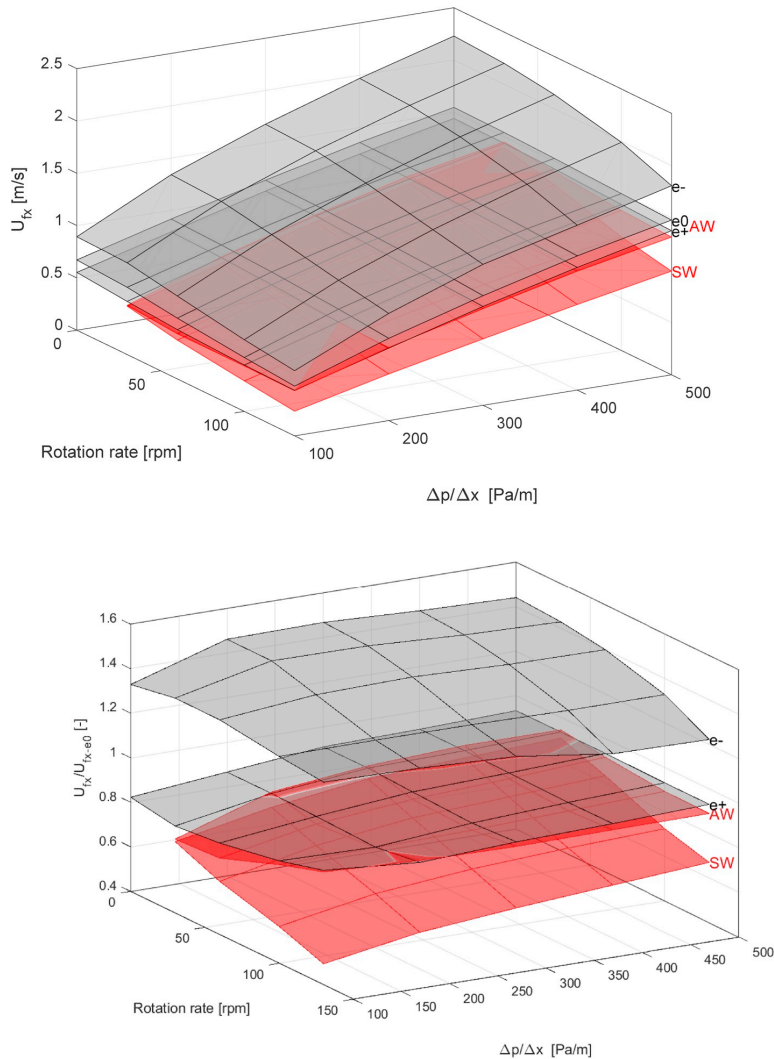 2.5
2
1.5
1
0.5
0
U_fx [m/s]
e-
e0
e+
AW
SW
0
50
100
Rotation rate [rpm]
100
200
300
400
500
Δp/Δx [Pa/m]
1.6
1.4
1.2
1
0.8
0.6
0.4
U_fx/U_fx-e0 [-]
e-
e+
AW
SW
0
50
100
150
Rotation rate [rpm]
100
150
200
250
300
350
400
450
500
Δp/Δx [Pa/m]